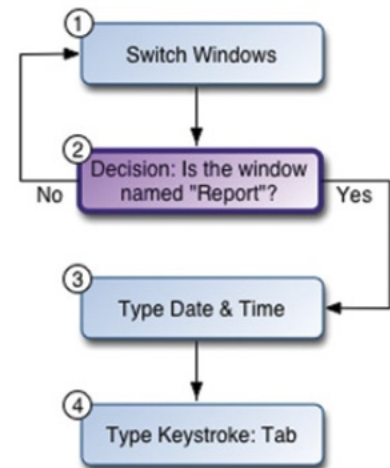 1
Switch Windows
2
Decision: Is the window
named "Report"?
No
Yes
3
Type Date & Time
4
Type Keystroke: Tab